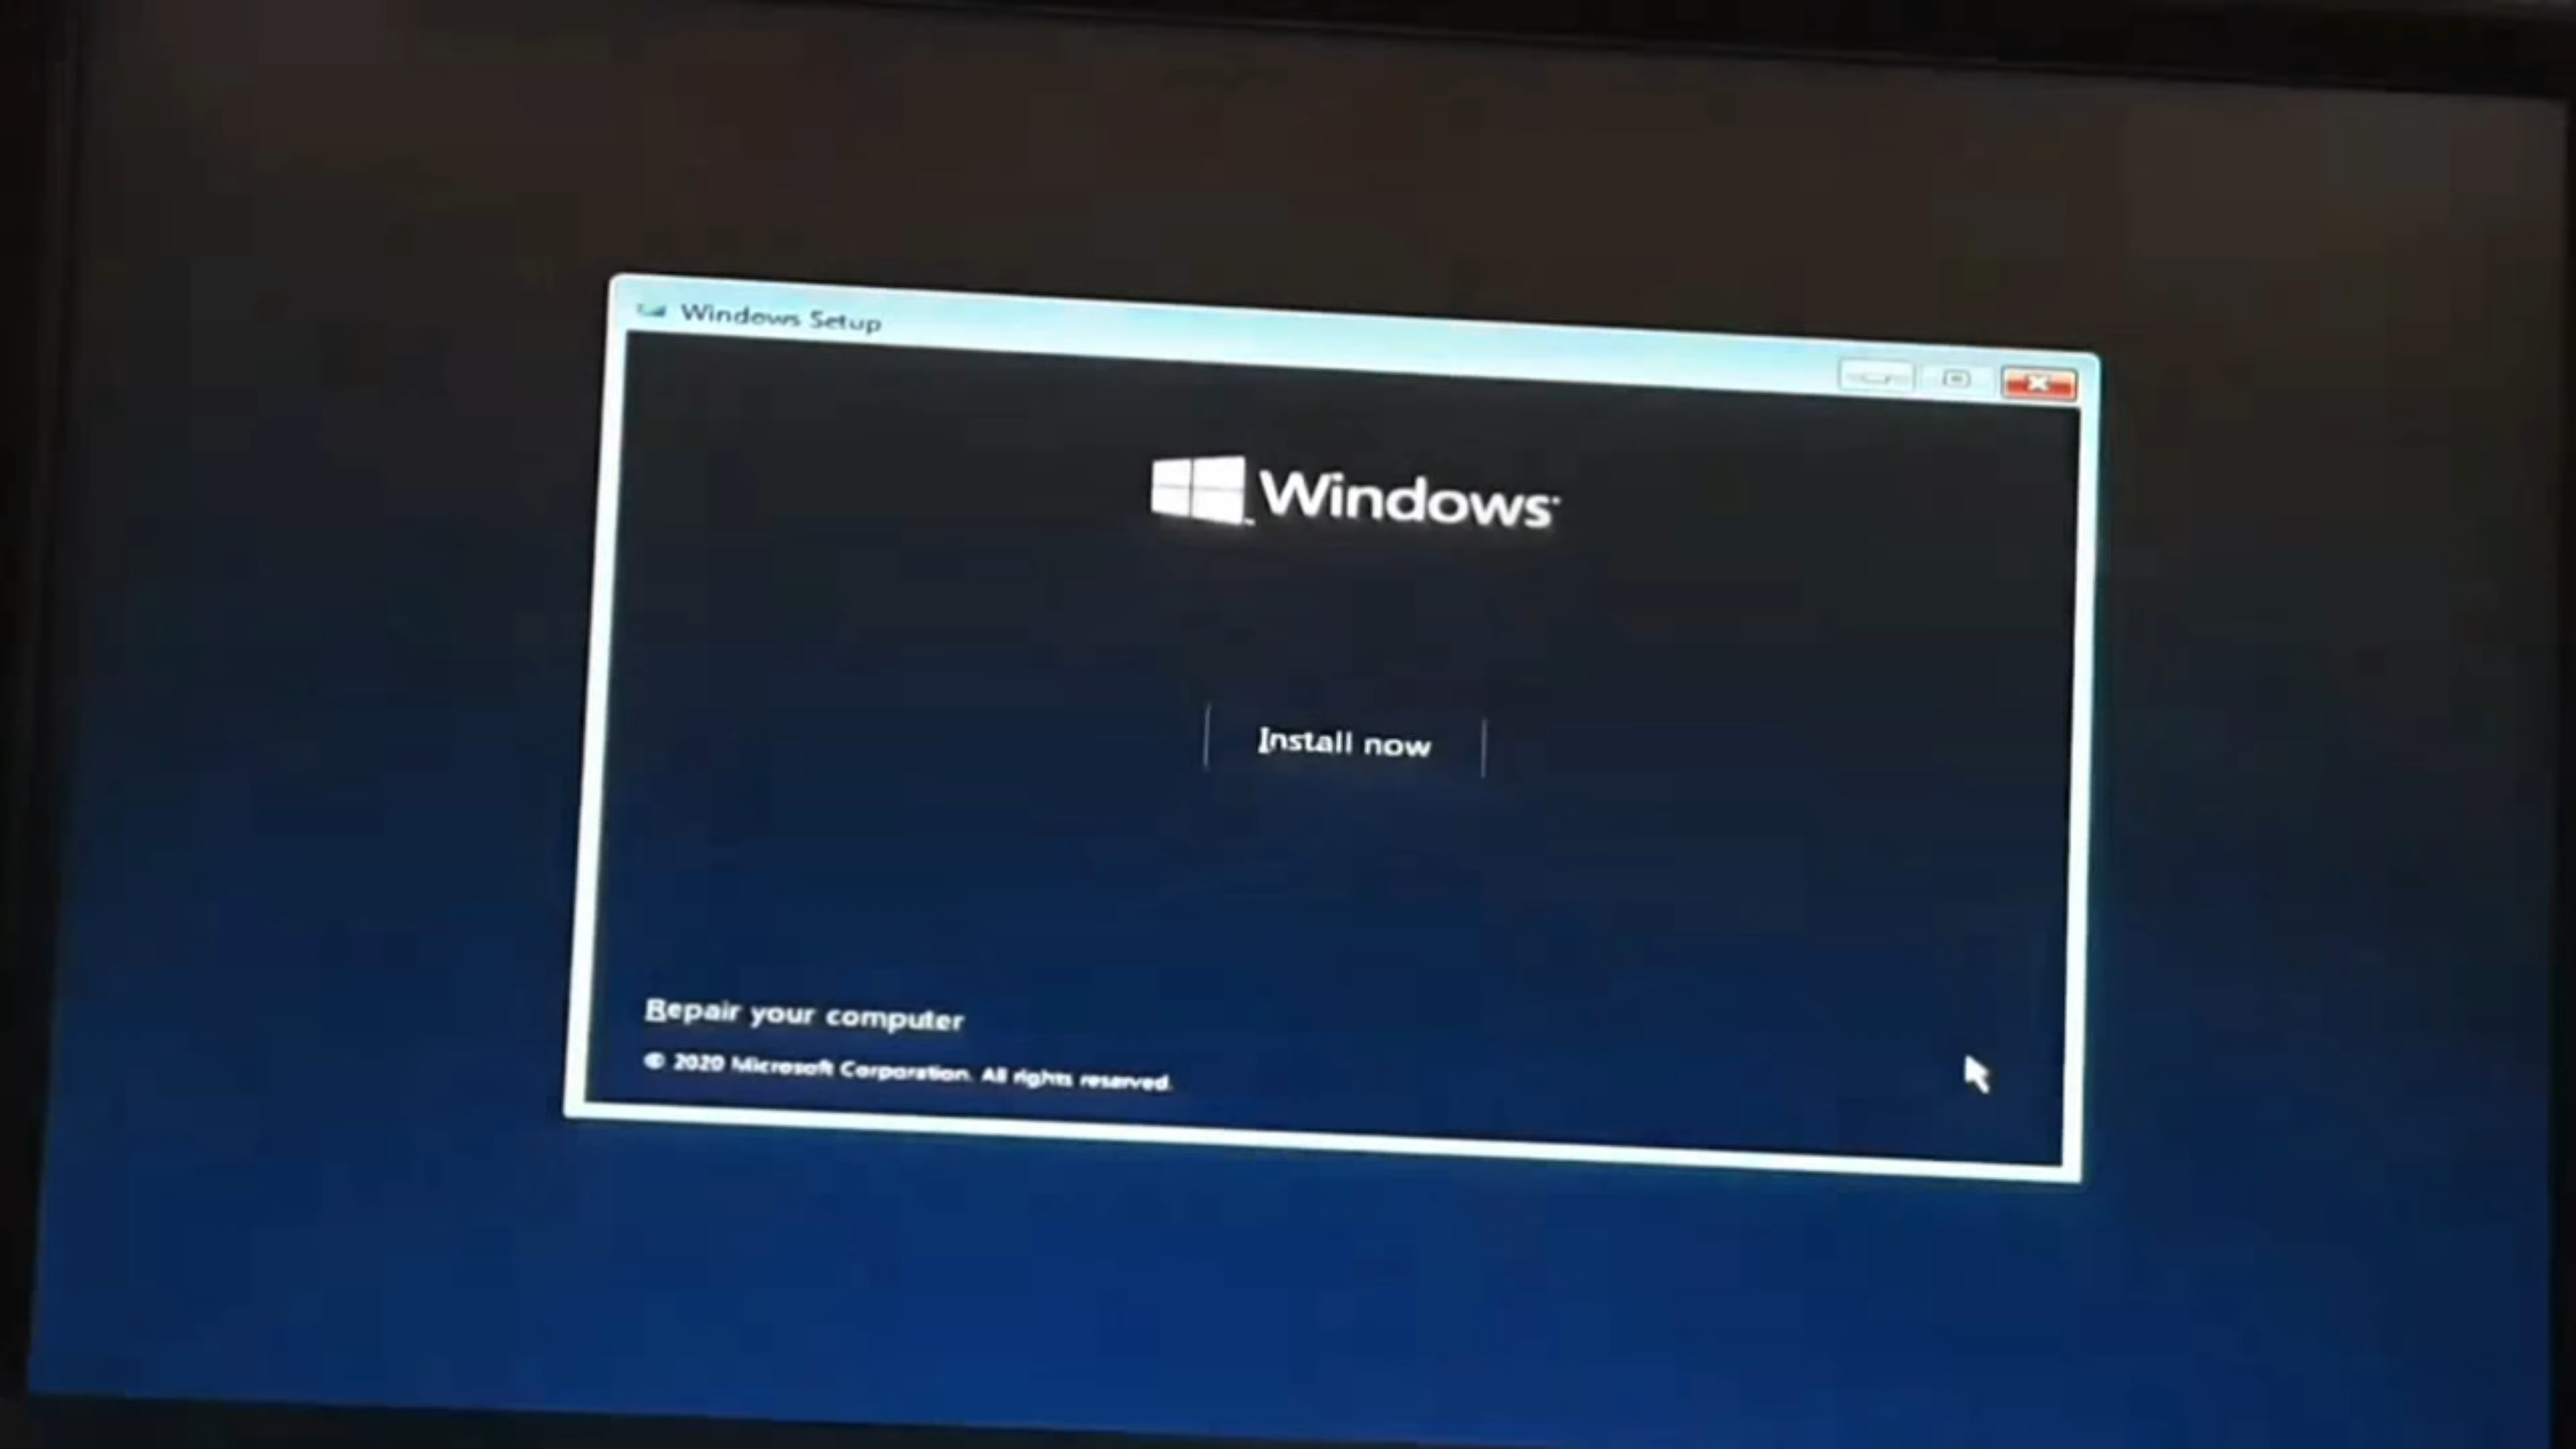 Windows Setup
Windows
Install now
Repair your computer
© 2020 Microsoft Corporation. All rights reserved.